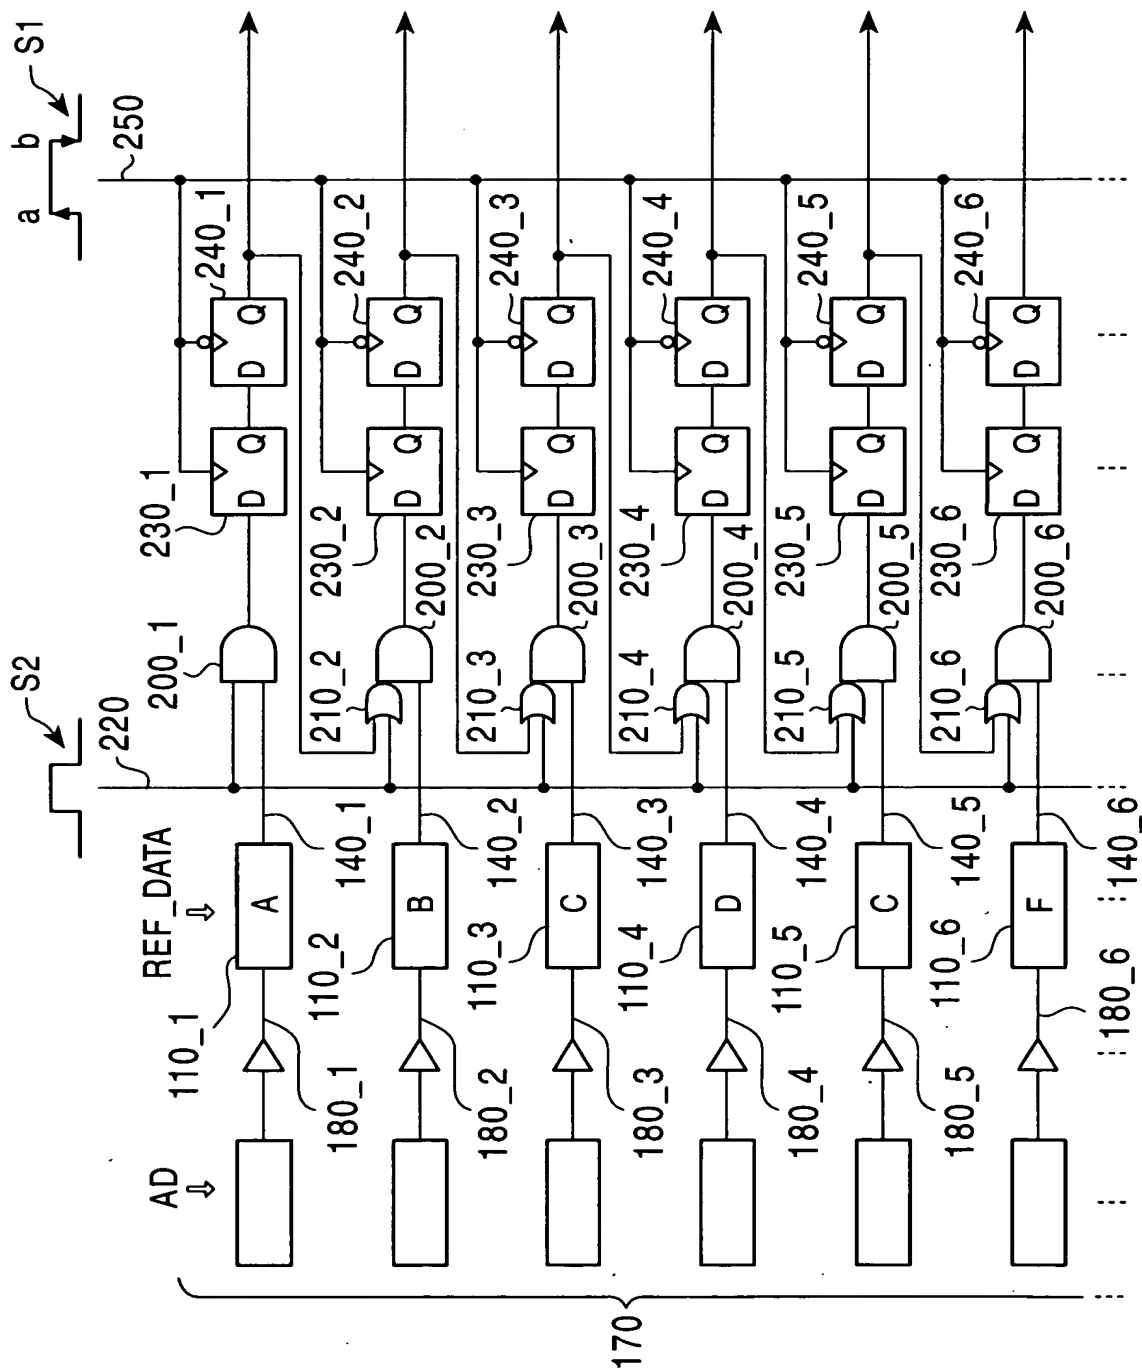 S2
S1
a
b
220
250
REF_DATA
AD
170
110_1
A
180_1
140_1
200_1
230_1
D
Q
240_1
D
Q
110_2
B
180_2
140_2
210_2
200_2
230_2
D
Q
240_2
D
Q
110_3
C
180_3
140_3
210_3
200_3
230_3
D
Q
240_3
D
Q
110_4
D
180_4
140_4
210_4
200_4
230_4
D
Q
240_4
D
Q
110_5
C
180_5
140_5
210_5
200_5
230_5
D
Q
240_5
D
Q
110_6
F
180_6
140_6
210_6
200_6
230_6
D
Q
240_6
D
Q